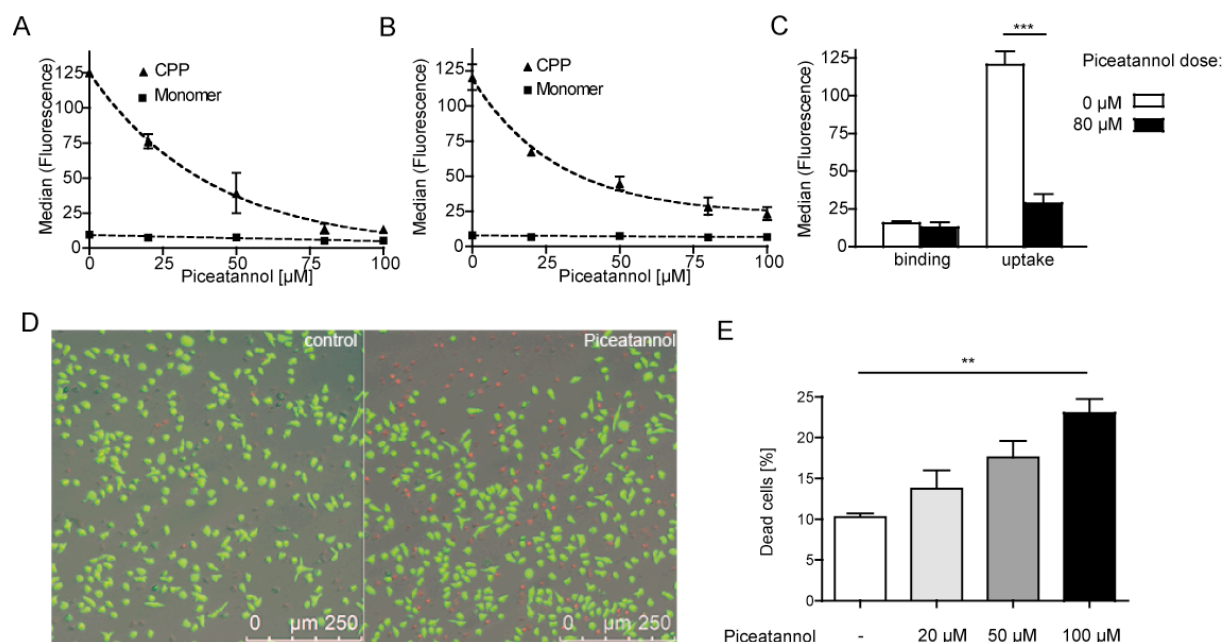 A
Median (Fluorescence)
125
100
75
50
25
0
CPP
Monomer
0
25
50
75
100
Piceatannol [µM]
B
Median (Fluorescence)
125
100
75
50
25
0
CPP
Monomer
0
25
50
75
100
Piceatannol [µM]
C
Median (Fluorescence)
125
100
75
50
25
0
***
binding
uptake
Piceatannol dose:
0 µM
80 µM
D
control
Piceatannol
0 µm 250
0 µm 250
E
Dead cells [%]
25
20
15
10
5
0
**
Piceatannol - 20 µM 50 µM 100 µM